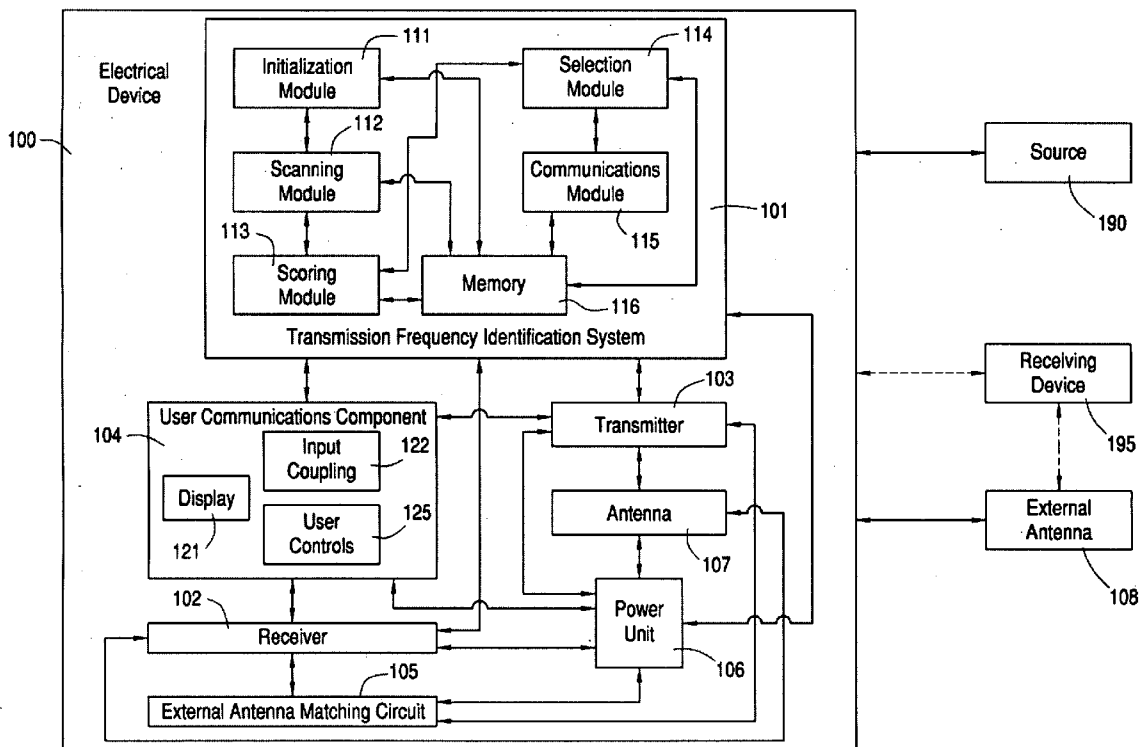 Electrical
Device
100
111
Initialization
Module
112
Scanning
Module
113
Scoring
Module
114
Selection
Module
Communications
Module
115
Memory
116
101
Transmission Frequency Identification System
Source
190
User Communications Component
104
Input
Coupling
122
Display
121
User
Controls
125
103
Transmitter
Antenna
107
Receiving
Device
195
External
Antenna
108
102
Receiver
Power
Unit
106
105
External Antenna Matching Circuit